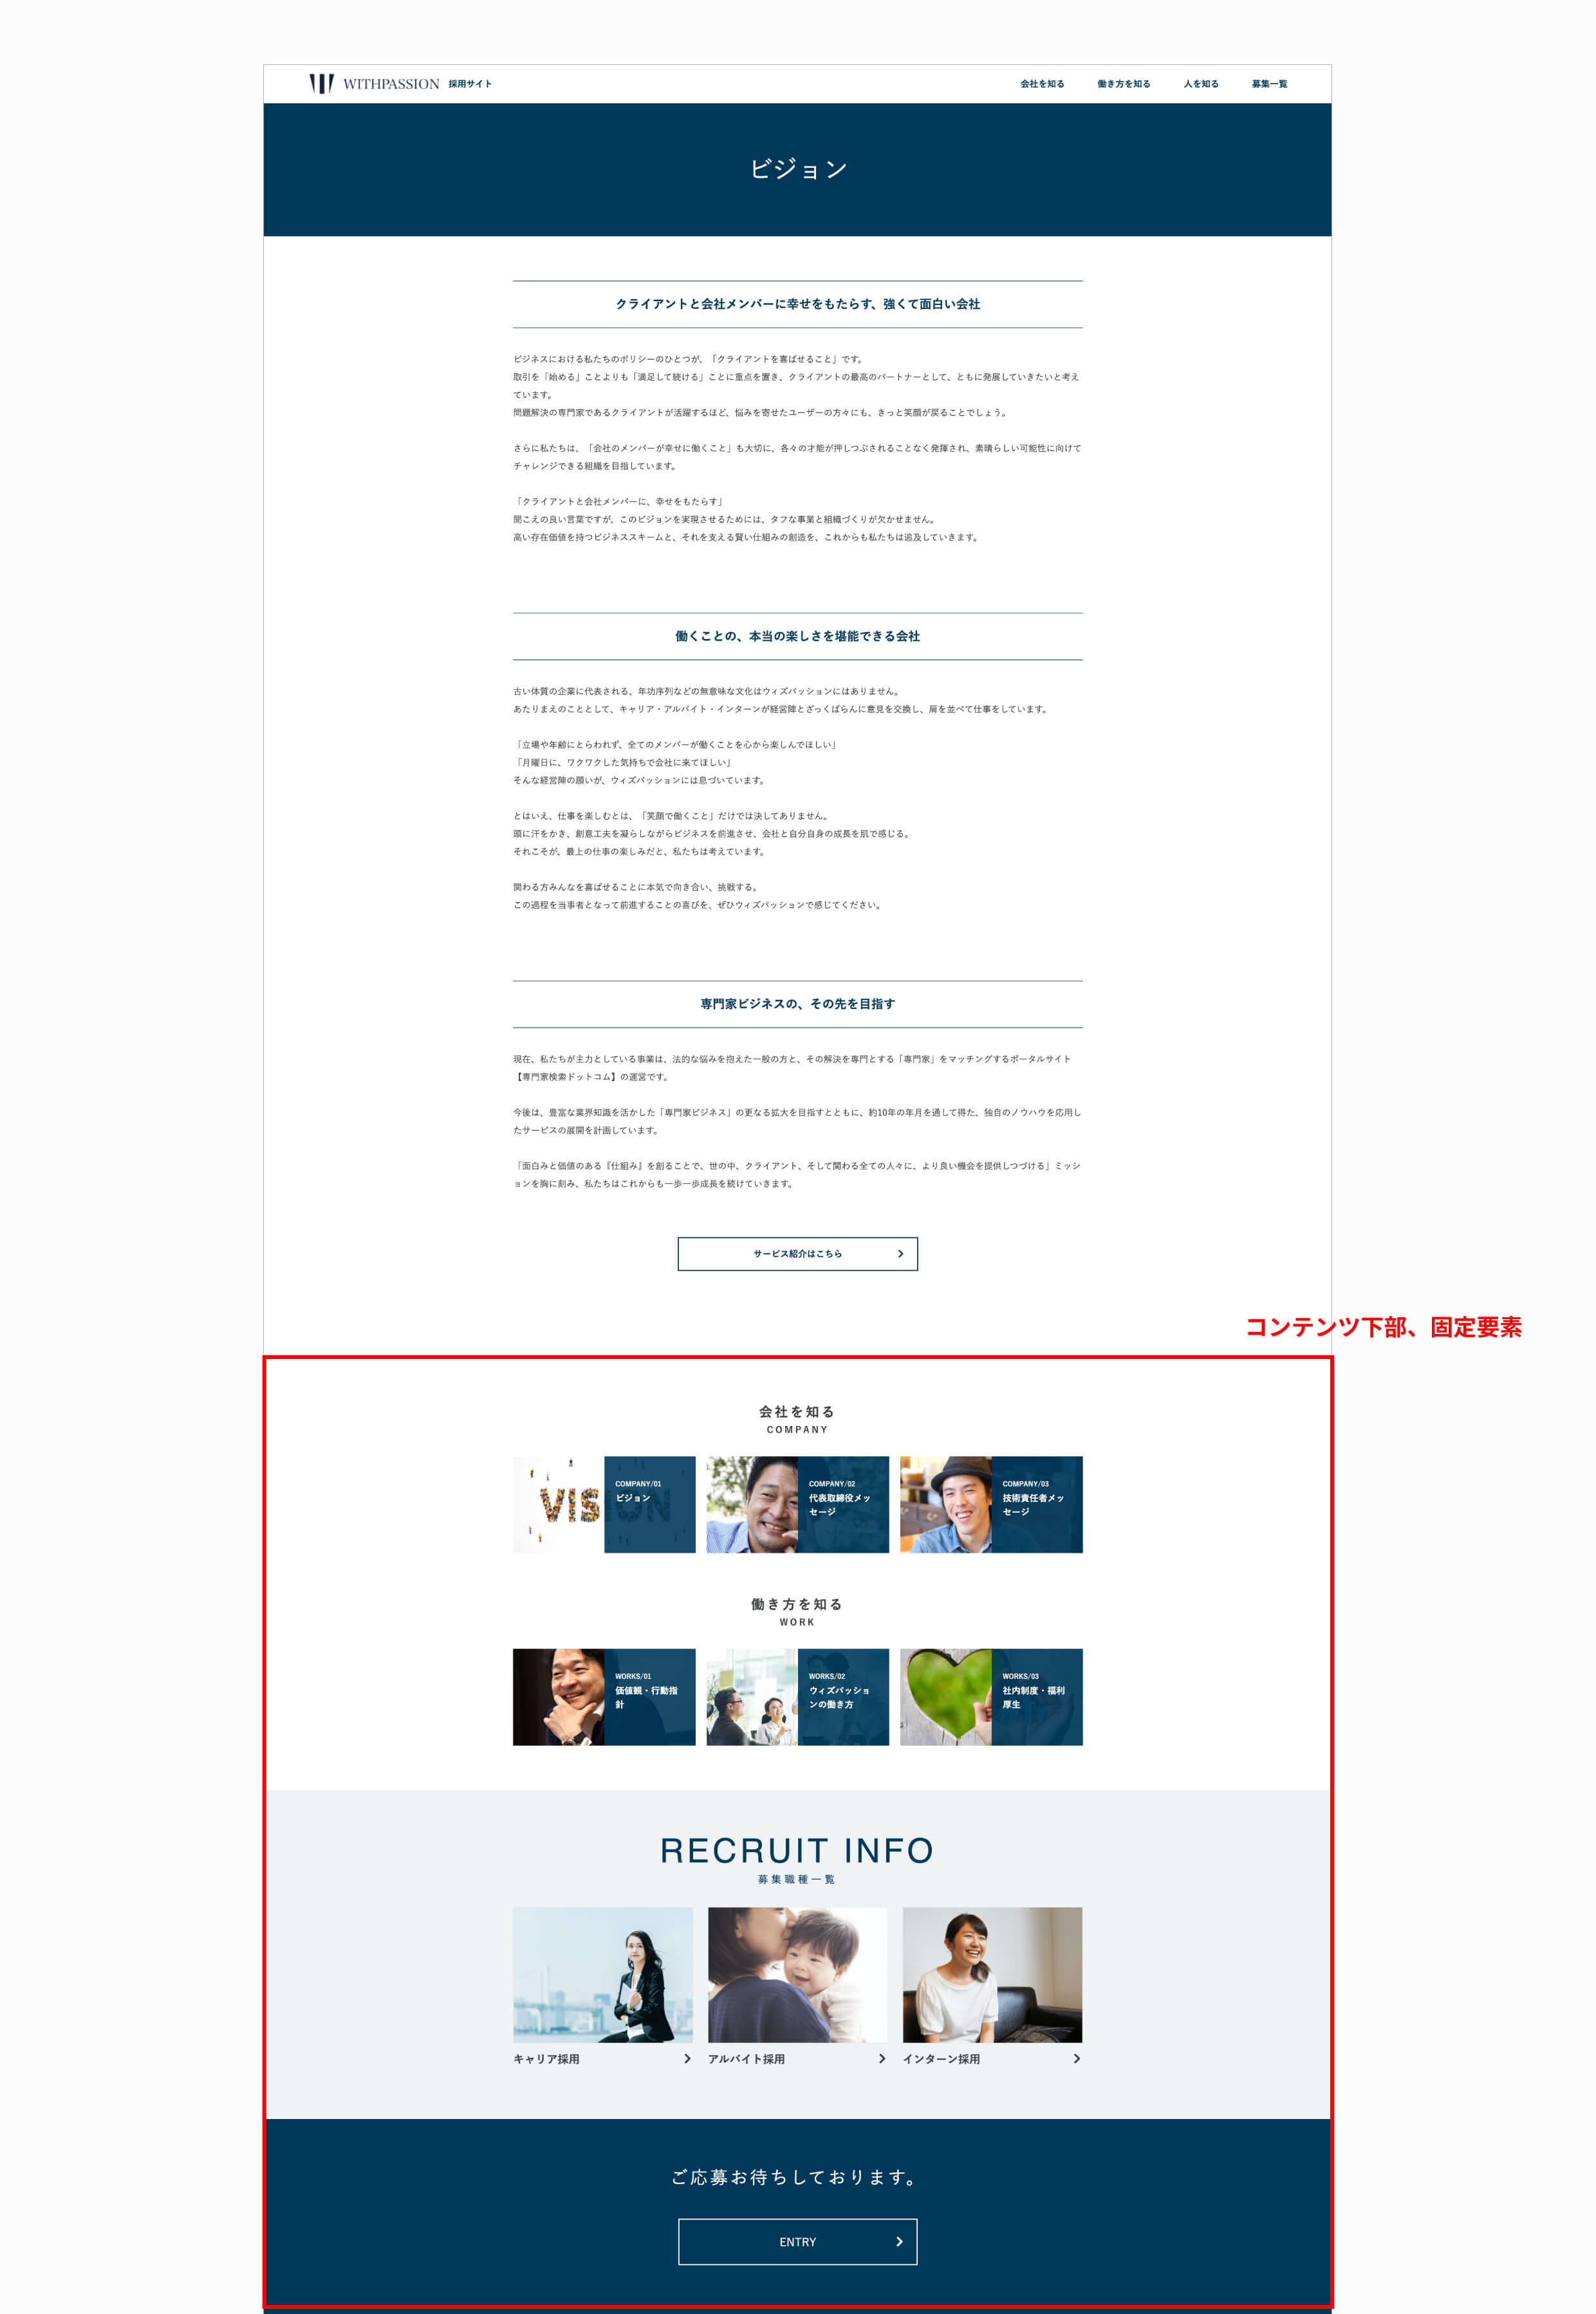 WITHPASSION 採用サイト
会社を知る 働き方を知る 人を知る 募集一覧
ビジョン
クライアントと会社メンバーに幸せをもたらす、強くて面白い会社
ビジネスにおける私たちのポリシーのひとつが、「クライアントを喜ばせること」です。
取引を「始める」ことよりも「満足して続ける」ことに重点を置き、クライアントの最高のパートナーとして、ともに発展していきたいと考え
ています。
問題解決の専門家であるクライアントが活躍するほど、悩みを寄せたユーザーの方々にも、きっと笑顔が戻ることでしょう。
さらに私たちは、「会社のメンバーが幸せに働くこと」も大切に、各々の才能が押しつぶされることなく発揮され、素晴らしい可能性に向けて
チャレンジできる組織を目指しています。
「クライアントと会社メンバーに、幸せをもたらす」
聞こえの良い言葉ですが、このビジョンを実現させるためには、タフな事業と組織づくりが欠かせません。
高い存在価値を持つビジネススキームと、それを支える賢い仕組みの創造を、これからも私たちは追及していきます。
働くことの、本当の楽しさを堪能できる会社
古い体質の企業に代表される、年功序列などの無意味な文化はウィズパッションにはありません。
あたりまえのこととして、キャリア・アルバイト・インターンが経営陣とざっくばらんに意見を交換し、肩を並べて仕事をしています。
「立場や年齢にとらわれず、全てのメンバーが働くことを心から楽しんでほしい」
「月曜日に、ワクワクした気持ちで会社に来てほしい」
そんな経営陣の願いが、ウィズパッションには息づいています。
とはいえ、仕事を楽しむとは、「笑顔で働くこと」だけでは決してありません。
頭に汗をかき、創意工夫を凝らしながらビジネスを前進させ、会社と自分自身の成長を肌で感じる。
それこそが、最上の仕事の楽しみだと、私たちは考えています。
関わる方みんなを喜ばせることに本気で向き合い、挑戦する。
この過程を当事者となって前進することの喜びを、ぜひウィズパッションで感じてください。
専門家ビジネスの、その先を目指す
現在、私たちが主力としている事業は、法的な悩みを抱えた一般の方と、その解決を専門とする「専門家」をマッチングするポータルサイト
【専門家検索ドットコム】の運営です。
今後は、豊富な業界知識を活かした「専門家ビジネス」の更なる拡大を目指すとともに、約10年の年月を通して得た、独自のノウハウを応用し
たサービスの展開を計画しています。
「面白みと価値のある『仕組み』を創ることで、世の中、クライアント、そして関わる全ての人々に、より良い機会を提供しつづける」ミッシ
ョンを胸に刻み、私たちはこれからも一歩一歩成長を続けていきます。
サービス紹介はこちら
コンテンツ下部、固定要素
会社を知る
COMPANY
VISION
COMPANY/01
ビジョン
COMPANY/02
代表取締役メッ
セージ
COMPANY/03
技術責任者メッ
セージ
働き方を知る
WORK
WORKS/01
価値観・行動指
針
WORKS/02
ウィズパッショ
ンの働き方
WORKS/03
社内制度・福利
厚生
RECRUIT INFO
募集職種一覧
キャリア採用
アルバイト採用
インターン採用
ご応募お待ちしております。
ENTRY